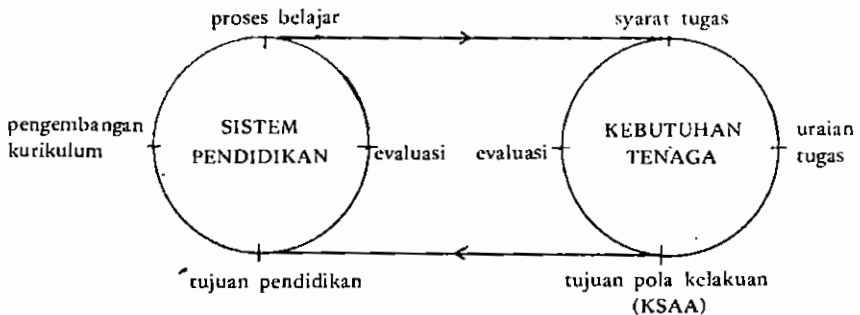 proses belajar
syarat tugas
pengembangan
kurikulum
SISTEM
PENDIDIKAN
evaluasi
evaluasi
KEBUTUHAN
TENAGA
uraian
tugas
tujuan pendidikan
tujuan pola kelakuan
(KSAA)